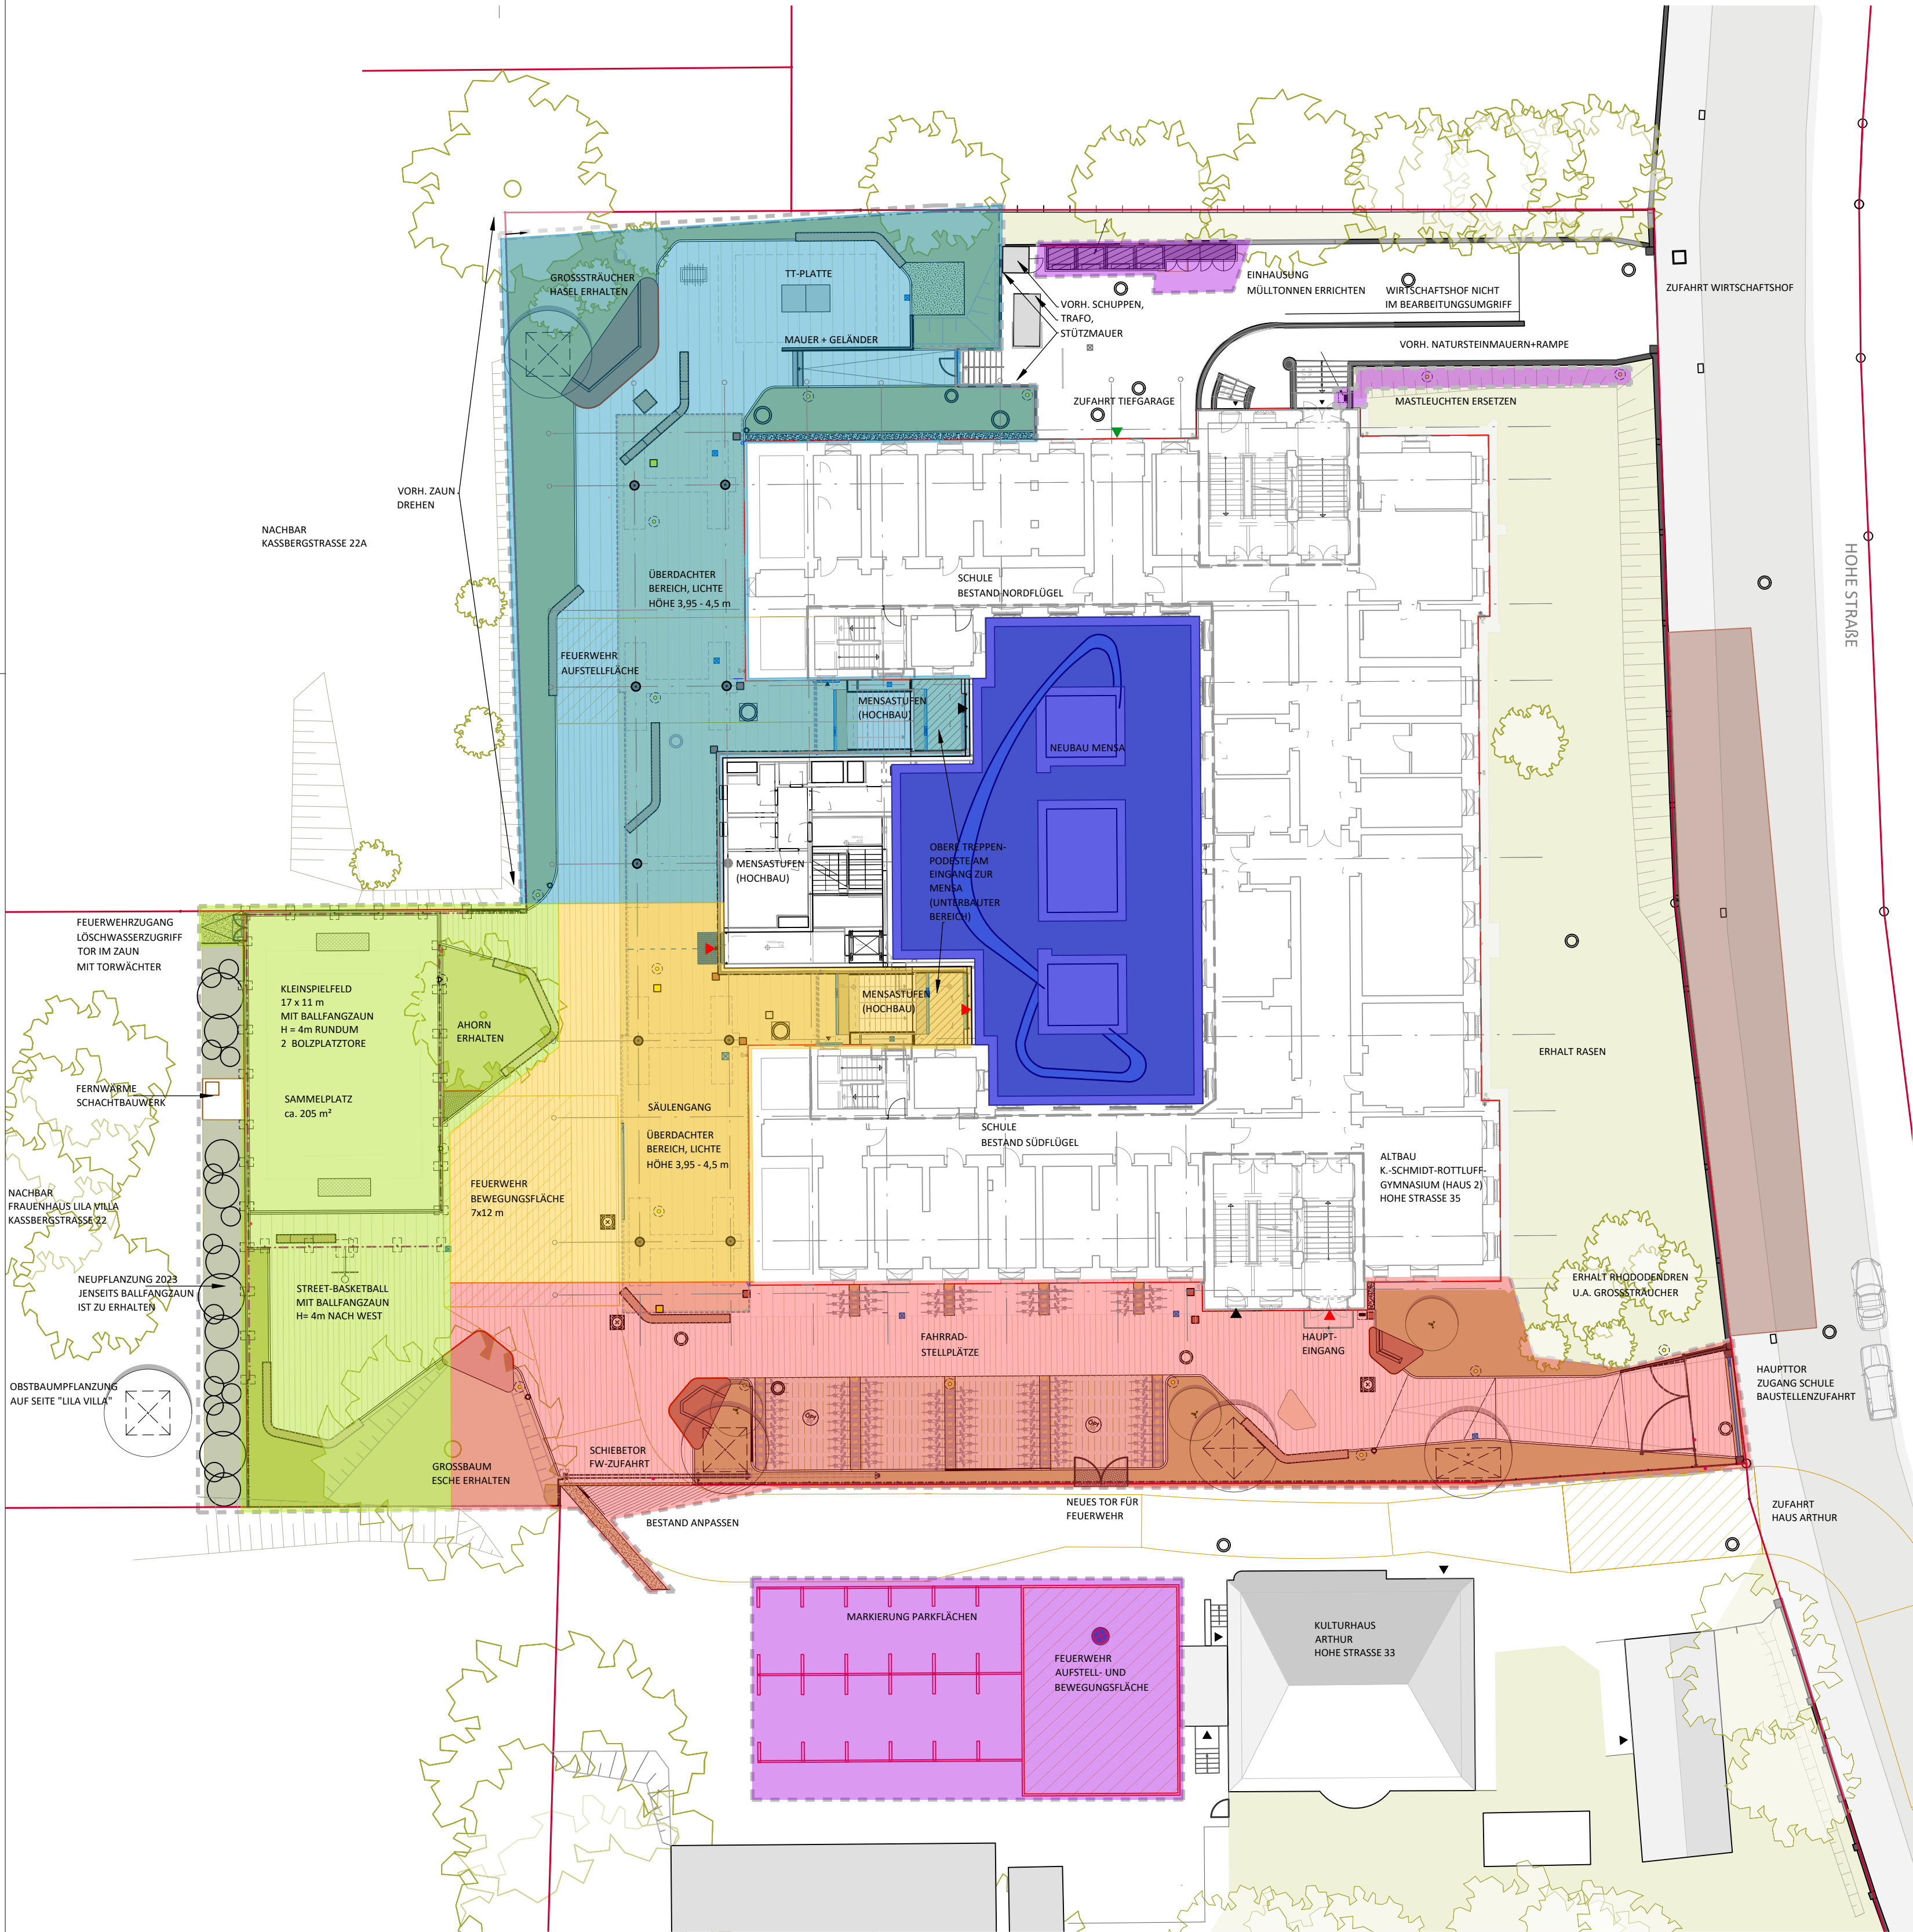 GROSSSTRÄUCHER
HASEL ERHALTEN
TT-PLATTE
MAUER + GELÄNDER
VORH. SCHUPPEN,
TRAFO,
STÜTZMAUER
EINHAUSUNG
MÜLLTONNEN ERRICHTEN
WIRTSCHAFTSHOF NICHT
IM BEARBEITUNGSUMGRIFF
ZUFAHRT WIRTSCHAFTSHOF
VORH. NATURSTEINMAUERN+RAMPE
ZUFAHRT TIEFGARAGE
MASTLEUCHTEN ERSETZEN
VORH. ZAUN
DREHEN
NACHBAR
KASSBERGSTRASSE 22A
HOHE STRAßE
ÜBERDACHTER
BEREICH, LICHTE
HÖHE 3,95 - 4,5 m
SCHULE
BESTAND NORDFLÜGEL
FEUERWEHR
AUFSTELLFLÄCHE
MENSASTUFEN
(HOCHBAU)
NEUBAU MENSA
MENSASTUFEN
(HOCHBAU)
OBERE TREPPEN-
PODESTE AM
EINGANG ZUR
MENSA
(UNTERBAUTER
BEREICH)
FEUERWEHRZUGANG
LÖSCHWASSERZUGRIFF
TOR IM ZAUN
MIT TORWÄCHTER
KLEINSPIELFELD
17 x 11 m
MIT BALLFANGZAUN
H = 4m RUNDUM
2 BOLZPLATZTORE
AHORN
ERHALTEN
MENSASTUFEN
(HOCHBAU)
ERHALT RASEN
FERNWÄRME
SCHACHTBAUWERK
SAMMELPLATZ
ca. 205 m²
SÄULENGANG
ÜBERDACHTER
BEREICH, LICHTE
HÖHE 3,95 - 4,5 m
SCHULE
BESTAND SÜDFLÜGEL
ALTBAU
K.-SCHMIDT-ROTTLUFF-
GYMNASIUM (HAUS 2)
HOHE STRASSE 35
FEUERWEHR
BEWEGUNGSFLÄCHE
7x12 m
NACHBAR
FRAUENHAUS LILA VILLA
KASSBERGSTRASSE 22
NEUPFLANZUNG 2023
JENSEITS BALLFANGZAUN
IST ZU ERHALTEN
STREET-BASKETBALL
MIT BALLFANGZAUN
H= 4m NACH WEST
ERHALT RHODODENDREN
U.A. GROSSSTRÄUCHER
FAHRRAD-
STELLPLÄTZE
HAUPT-
EINGANG
HAUPTTOR
ZUGANG SCHULE
BAUSTELLENZUFAHRT
OBSTBAUMPFLANZUNG
AUF SEITE "LILA VILLA"
Opt
Opt
SCHIEBETOR
FW-ZUFAHRT
GROSSBAUM
ESCHE ERHALTEN
BESTAND ANPASSEN
NEUES TOR FÜR
FEUERWEHR
ZUFAHRT
HAUS ARTHUR
MARKIERUNG PARKFLÄCHEN
FEUERWEHR
AUFSTELL- UND
BEWEGUNGSFLÄCHE
KULTURHAUS
ARTHUR
HOHE STRASSE 33